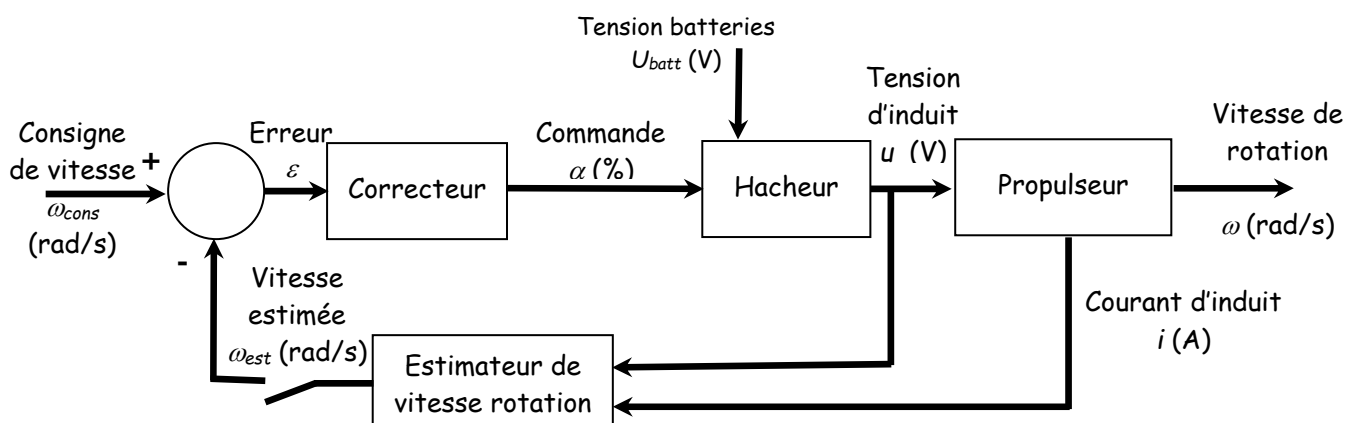 Tension batteries
Ubatt (V)
Consigne
de vitesse
+
ωcons
(rad/s)
-
Erreur
ε
Correcteur
Commande
α (%)
Hacheur
Tension
d'induit
u (V)
Propulseur
Vitesse de
rotation
ω (rad/s)
Vitesse
estimée
ωest (rad/s)
Estimateur de
vitesse rotation
Courant d'induit
i (A)